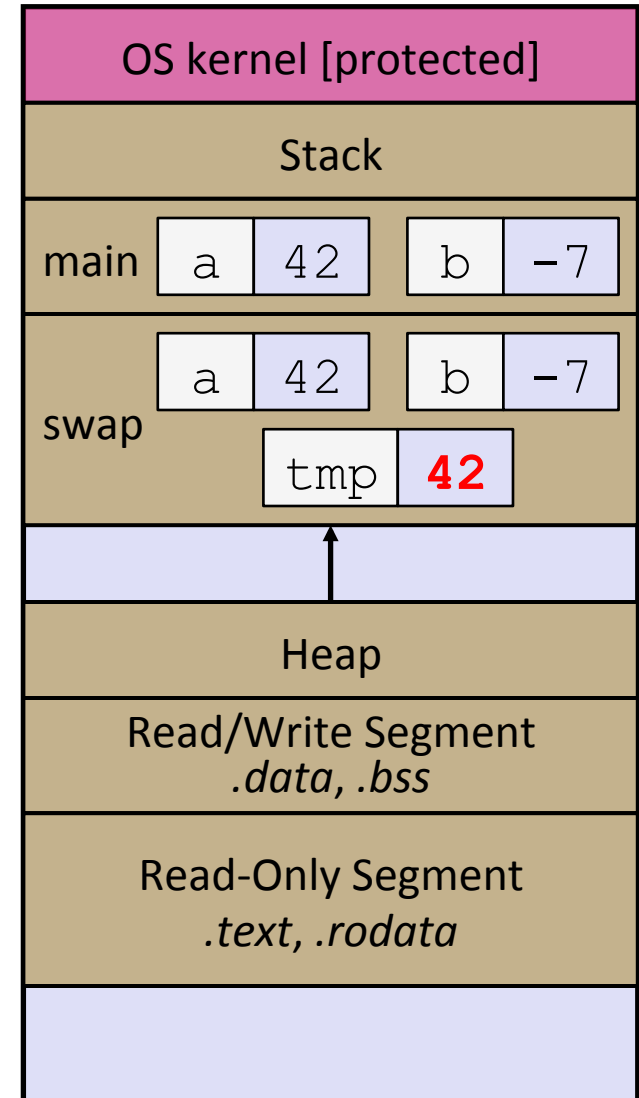 OS kernel [protected]
Stack
main a 42 b -7
a 42 b -7
swap
tmp 42
Heap
Read/Write Segment
.data, .bss
Read-Only Segment
.text, .rodata